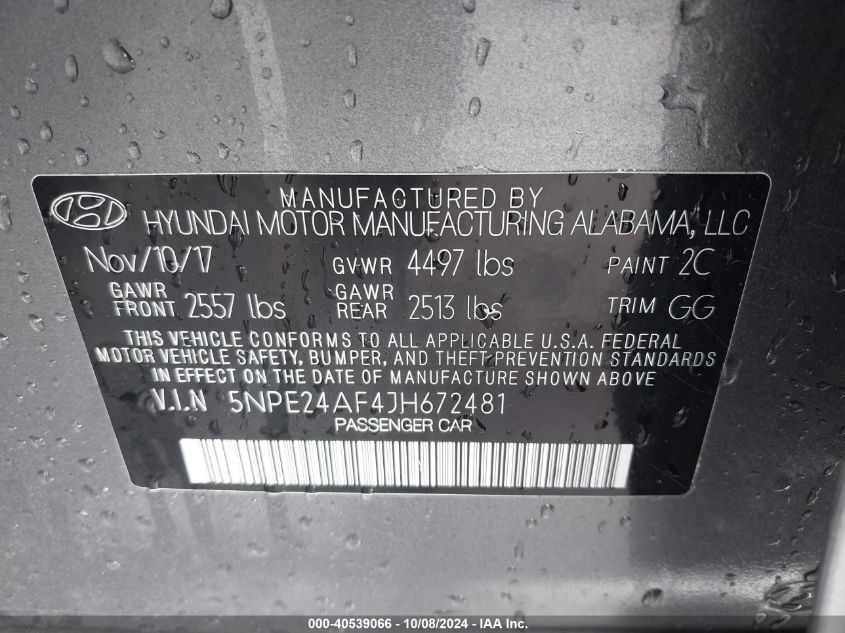 MANUFACTURED BY
HYUNDAI MOTOR MANUFACTURING ALABAMA, LLC
Nov/10/17 GVWR 4497 lbs PAINT 2C
GAWR FRONT 2557 lbs GAWR REAR 2513 lbs TRIM GG
THIS VEHICLE CONFORMS TO ALL APPLICABLE U.S.A. FEDERAL
MOTOR VEHICLE SAFETY, BUMPER, AND THEFT PREVENTION STANDARDS
IN EFFECT ON THE DATE OF MANUFACTURE SHOWN ABOVE.
V.I.N 5NPE24AF4JH672481
PASSENGER CAR
000-40539066 - 10/08/2024 - IAA Inc.